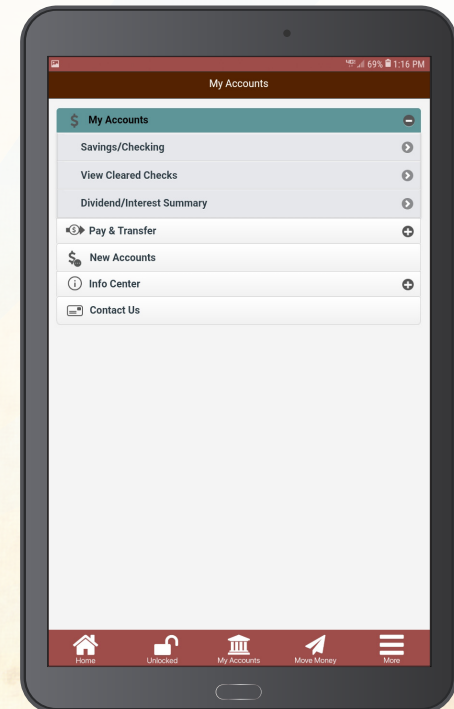 69% 1:16 PM
My Accounts
$ My Accounts
Savings/Checking
View Cleared Checks
Dividend/Interest Summary
Pay & Transfer
New Accounts
Info Center
Contact Us
Home Unlocked My Accounts Move Money More